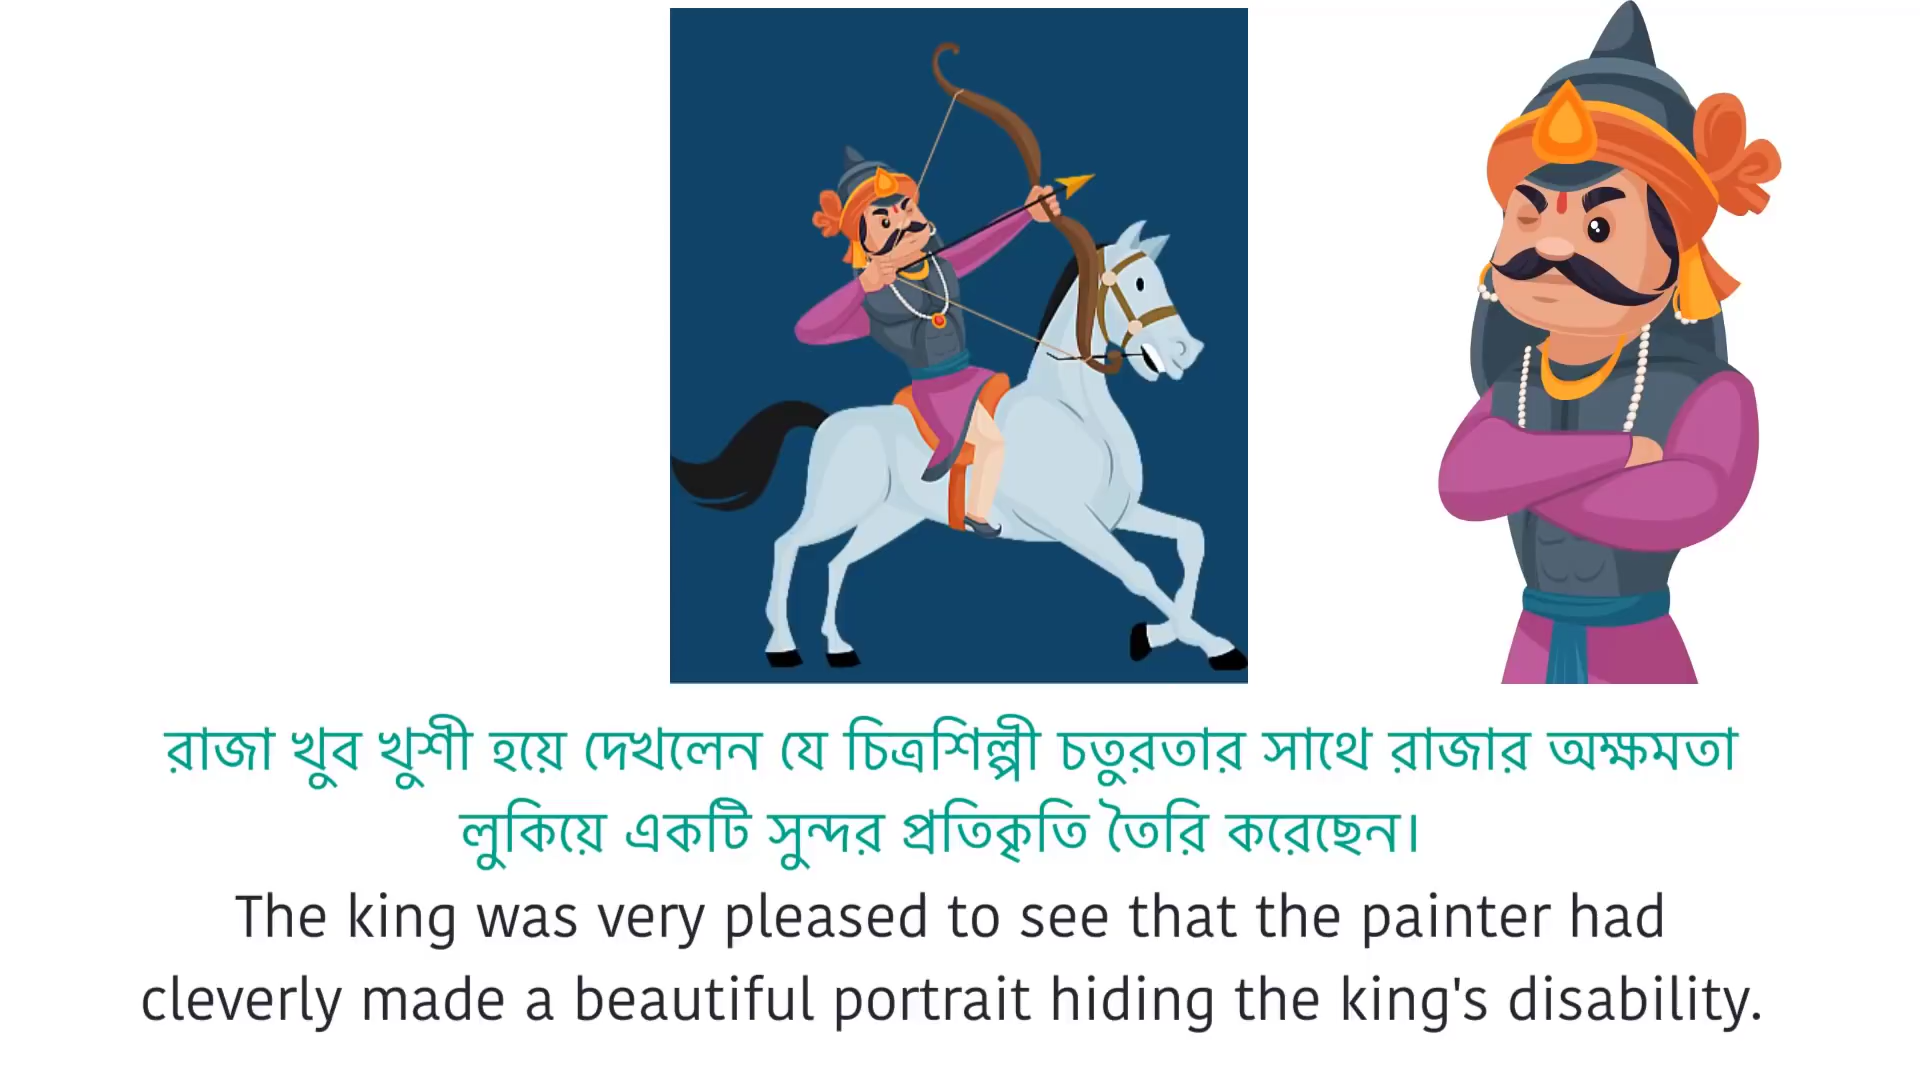 রাজা খুব খুশী হয়ে দেখলেন যে চিত্রশিল্পী চতুরতার সাথে রাজার অক্ষমতা
লুকিয়ে একটি সুন্দর প্রতিকৃতি তৈরি করেছেন।
The king was very pleased to see that the painter had
cleverly made a beautiful portrait hiding the king's disability.